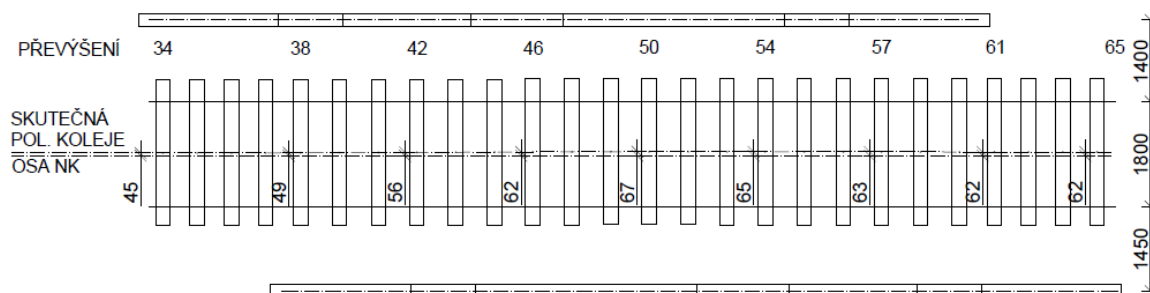 PŘEVÝŠENÍ 34 38 42 46 50 54 57 61 65
1400
SKUTEČNÁ
POL. KOLEJE
OSA NK
1800
45 49 56 62 67 65 63 62 62
1450